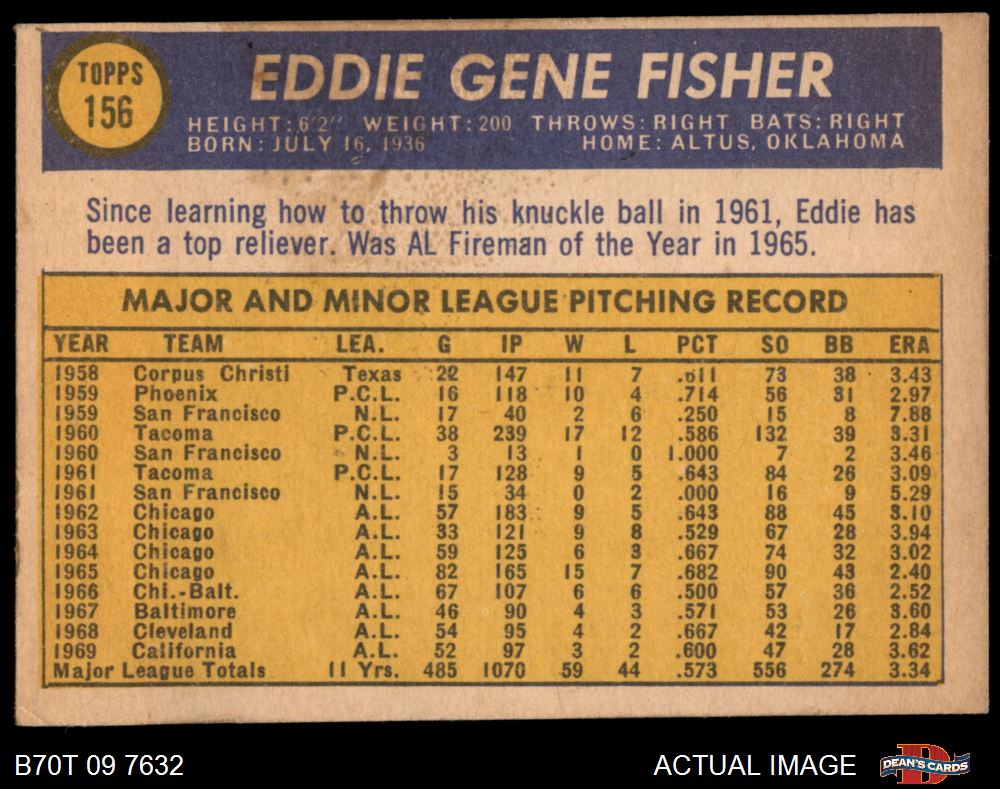 TOPPS
156
EDDIE GENE FISHER
HEIGHT: 6'2" WEIGHT: 200 THROWS: RIGHT BATS: RIGHT
BORN: JULY 16, 1936 HOME: ALTUS, OKLAHOMA
Since learning how to throw his knuckle ball in 1961, Eddie has
been a top reliever. Was AL Fireman of the Year in 1965.
MAJOR AND MINOR LEAGUE PITCHING RECORD
YEAR TEAM LEA. G IP W L PCT SO BB ERA
1958 Corpus Christi Texas 22 147 11 7 .611 73 38 3.43
1959 Phoenix P.C.L. 16 118 10 4 .714 56 31 2.97
1959 San Francisco N.L. 17 40 2 6 .250 15 8 7.88
1960 Tacoma P.C.L. 38 239 17 12 .586 132 39 3.31
1960 San Francisco N.L. 3 13 1 0 1.000 7 2 3.46
1961 Tacoma P.C.L. 17 128 9 5 .643 84 26 3.09
1961 San Francisco N.L. 15 34 0 2 .000 16 9 5.29
1962 Chicago A.L. 57 183 9 5 .643 88 45 3.10
1963 Chicago A.L. 33 121 9 8 .529 67 28 3.94
1964 Chicago A.L. 59 125 6 3 .667 74 32 3.02
1965 Chicago A.L. 82 165 15 7 .682 90 43 2.40
1966 Chi.-Balt. A.L. 67 107 6 6 .500 57 36 2.52
1967 Baltimore A.L. 46 90 4 3 .571 53 26 3.60
1968 Cleveland A.L. 54 95 4 2 .667 42 17 2.84
1969 California A.L. 52 97 3 2 .600 47 28 3.62
Major League Totals 11 Yrs. 485 1070 59 44 .573 556 274 3.34
B70T 09 7632 ACTUAL IMAGE DEAN'S CARDS